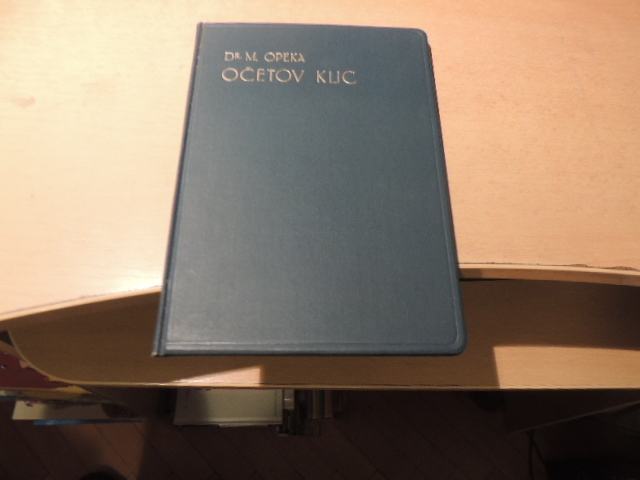 DR. M. OPEKA
OČETOV KLIC